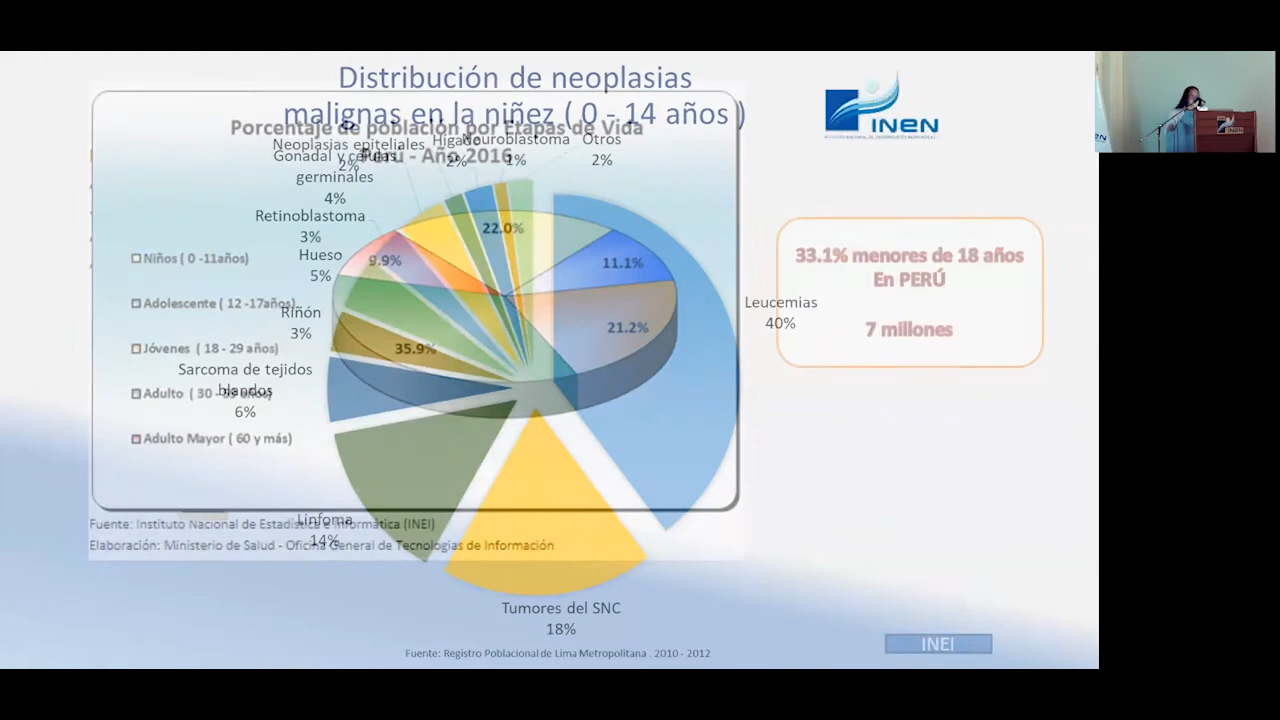 Distribución de neoplasias
malignas en la niñez ( 0 - 14 años )
Porcentaje de población por Etapas de Vida
Perú - Año 2016
INEN
Neoplasias epiteliales
2%
Gonadal y células
germinales
4%
Hígado
2%
Neuroblastoma
1%
Otros
2%
Retinoblastoma
3%
Hueso
5%
Riñón
3%
Sarcoma de tejidos
blandos
6%
Linfoma
14%
Tumores del SNC
18%
Leucemias
40%
22.0%
11.1%
21.2%
35.9%
9.9%
Niños ( 0 -11años)
Adolescente ( 12 -17años)
Jóvenes ( 18 - 29 años)
Adulto ( 30 - años)
Adulto Mayor ( 60 y más)
33.1% menores de 18 años
En PERÚ
7 millones
Fuente: Instituto Nacional de Estadística e Informática (INEI)
Elaboración: Ministerio de Salud - Oficina General de Tecnologías de Información
Fuente: Registro Poblacional de Lima Metropolitana . 2010 - 2012
INEI